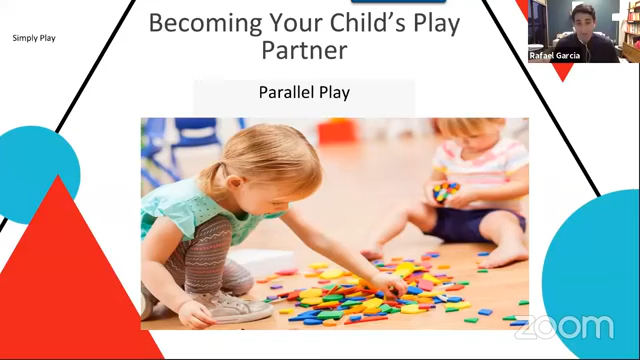 Becoming Your Child's Play
Partner
Simply Play
Parallel Play
Rafael Garcia
zoom